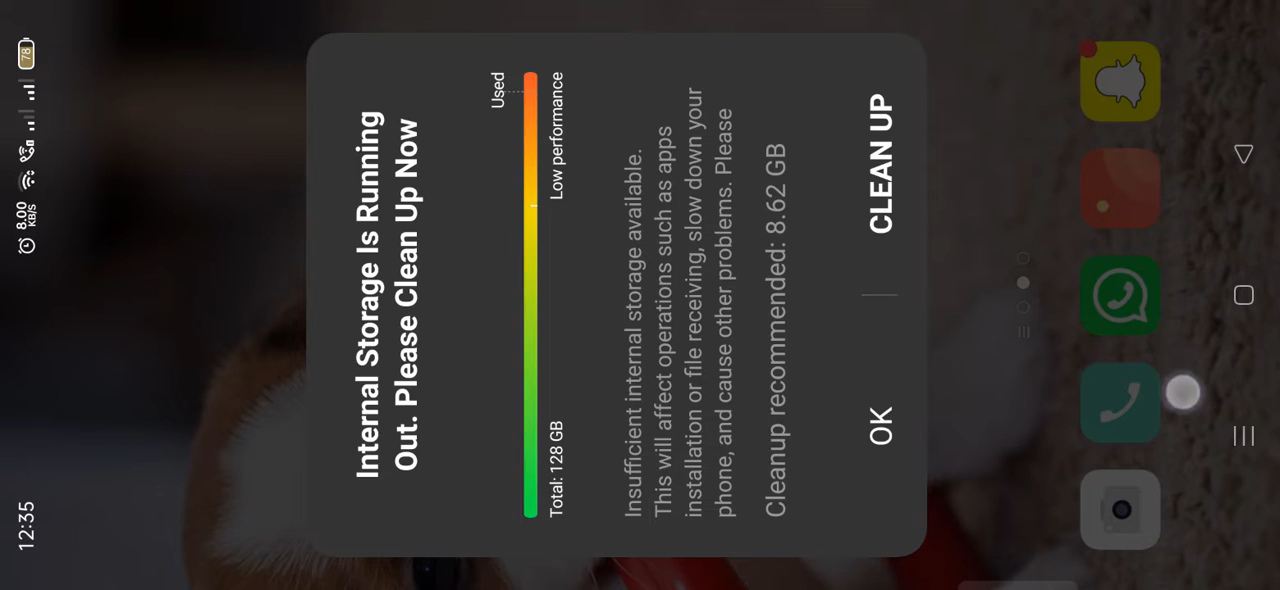 12:35
8.00
KB/S
78
Internal Storage Is Running
Out. Please Clean Up Now
Used
Total: 128 GB
Low performance
Insufficient internal storage available.
This will affect operations such as apps
installation or file receiving, slow down your
phone, and cause other problems. Please
Cleanup recommended: 8.62 GB
OK
CLEAN UP